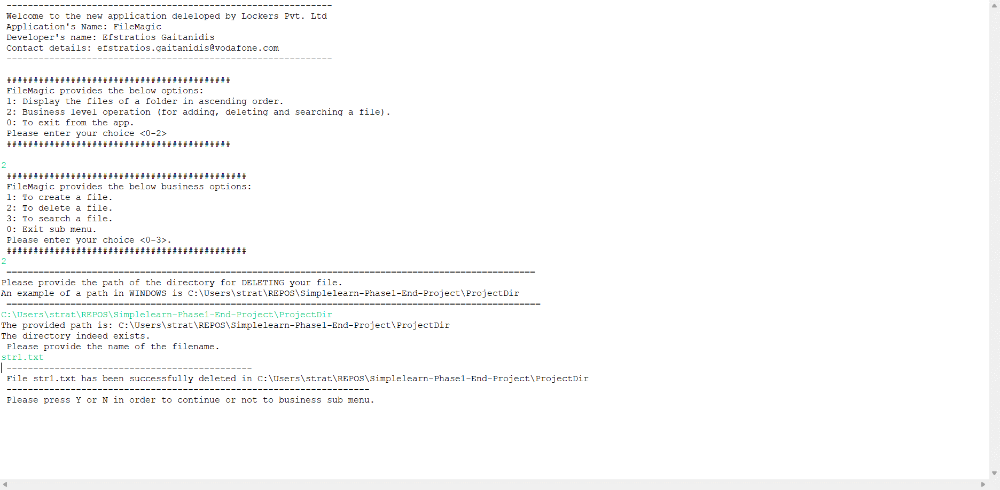 -------------------------------------------------------------
Welcome to the new application deleloped by Lockers Pvt. Ltd
Application's Name: FileMagic
Developer's name: Efstratios Gaitanidis
Contact details: efstratios.gaitanidis@vodafone.com
-------------------------------------------------------------
##########################################
FileMagic provides the below options:
1: Display the files of a folder in ascending order.
2: Business level operation (for adding, deleting and searching a file).
0: To exit from the app.
Please enter your choice <0-2>
##########################################
2
#############################################
FileMagic provides the below business options:
1: To create a file.
2: To delete a file.
3: To search a file.
0: Exit sub menu.
Please enter your choice <0-3>.
#############################################
2
===================================================================================================
Please provide the path of the directory for DELETING your file.
An example of a path in WINDOWS is C:\Users\strat\REPOS\Simplelearn-Phase1-End-Project\ProjectDir
====================================================================================================
C:\Users\strat\REPOS\Simplelearn-Phase1-End-Project\ProjectDir
The provided path is: C:\Users\strat\REPOS\Simplelearn-Phase1-End-Project\ProjectDir
The directory indeed exists.
Please provide the name of the filename.
str1.txt
----------------------------------------------
File str1.txt has been successfully deleted in C:\Users\strat\REPOS\Simplelearn-Phase1-End-Project\ProjectDir
--------------------------------------------------------------------
Please press Y or N in order to continue or not to business sub menu.